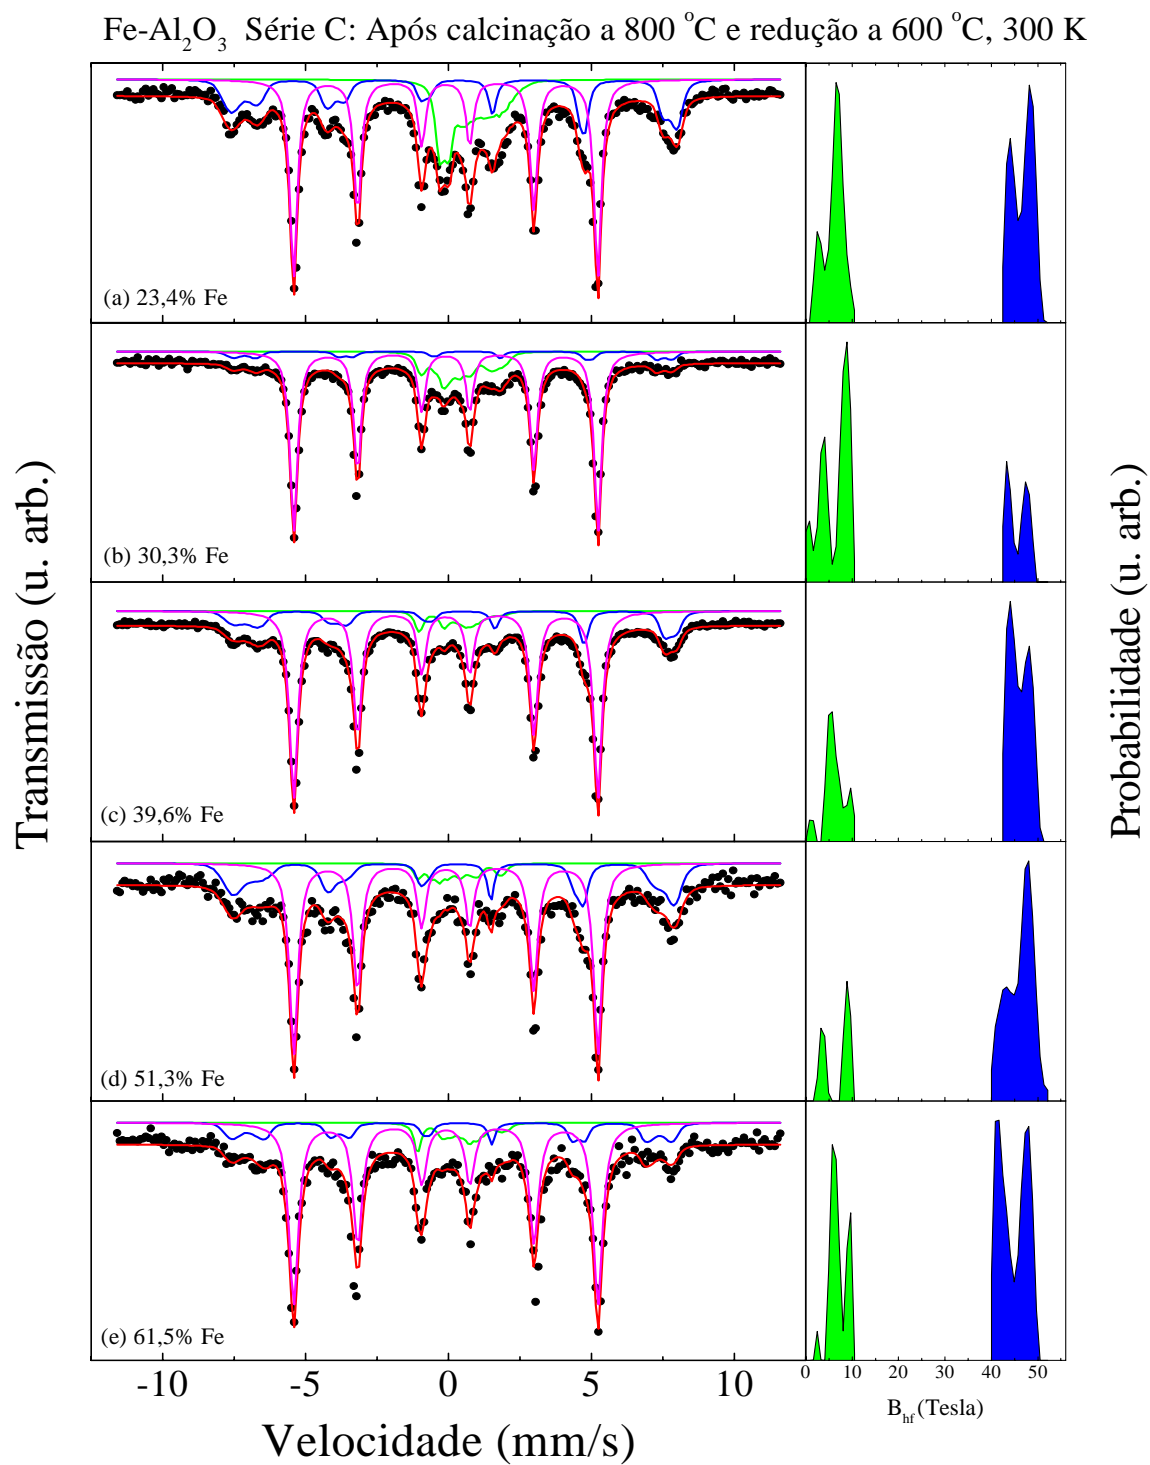 Fe-Al₂O₃ Série C: Após calcinação a 800 °C e redução a 600 °C, 300 K
Transmissão (u. arb.)
(a) 23,4% Fe
(b) 30,3% Fe
(c) 39,6% Fe
(d) 51,3% Fe
(e) 61,5% Fe
-10 -5 0 5 10
Velocidade (mm/s)
0 10 20 30 40 50
B_hf (Tesla)
Probabilidade (u. arb.)